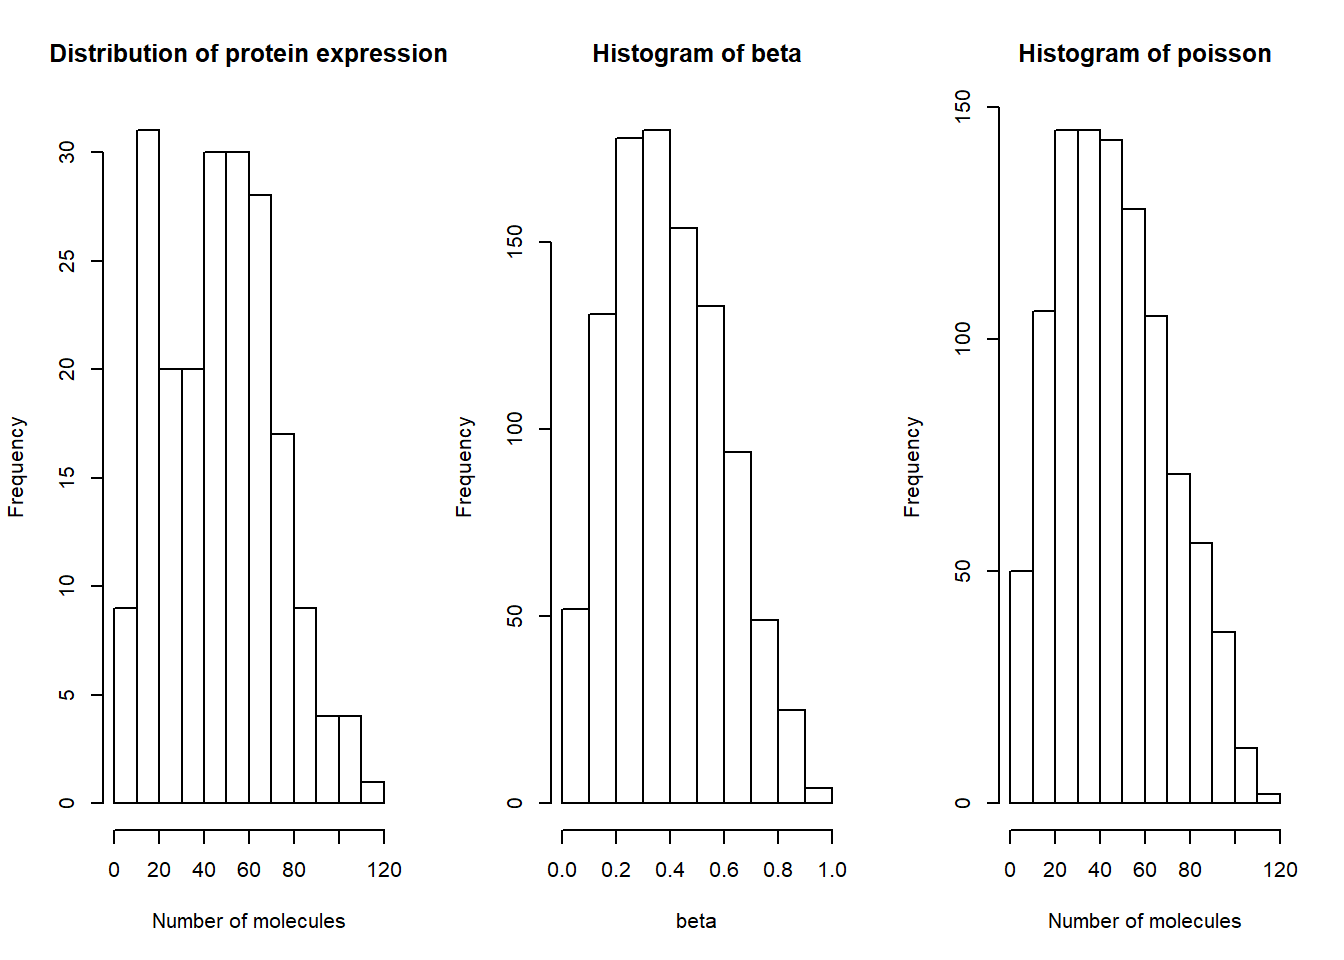 Distribution of protein expression
30
25
20
15
10
5
0
Frequency
0 20 40 60 80 120
Number of molecules
Histogram of beta
150
100
50
0
Frequency
0.0 0.2 0.4 0.6 0.8 1.0
beta
Histogram of poisson
150
100
50
0
Frequency
0 20 40 60 80 120
Number of molecules